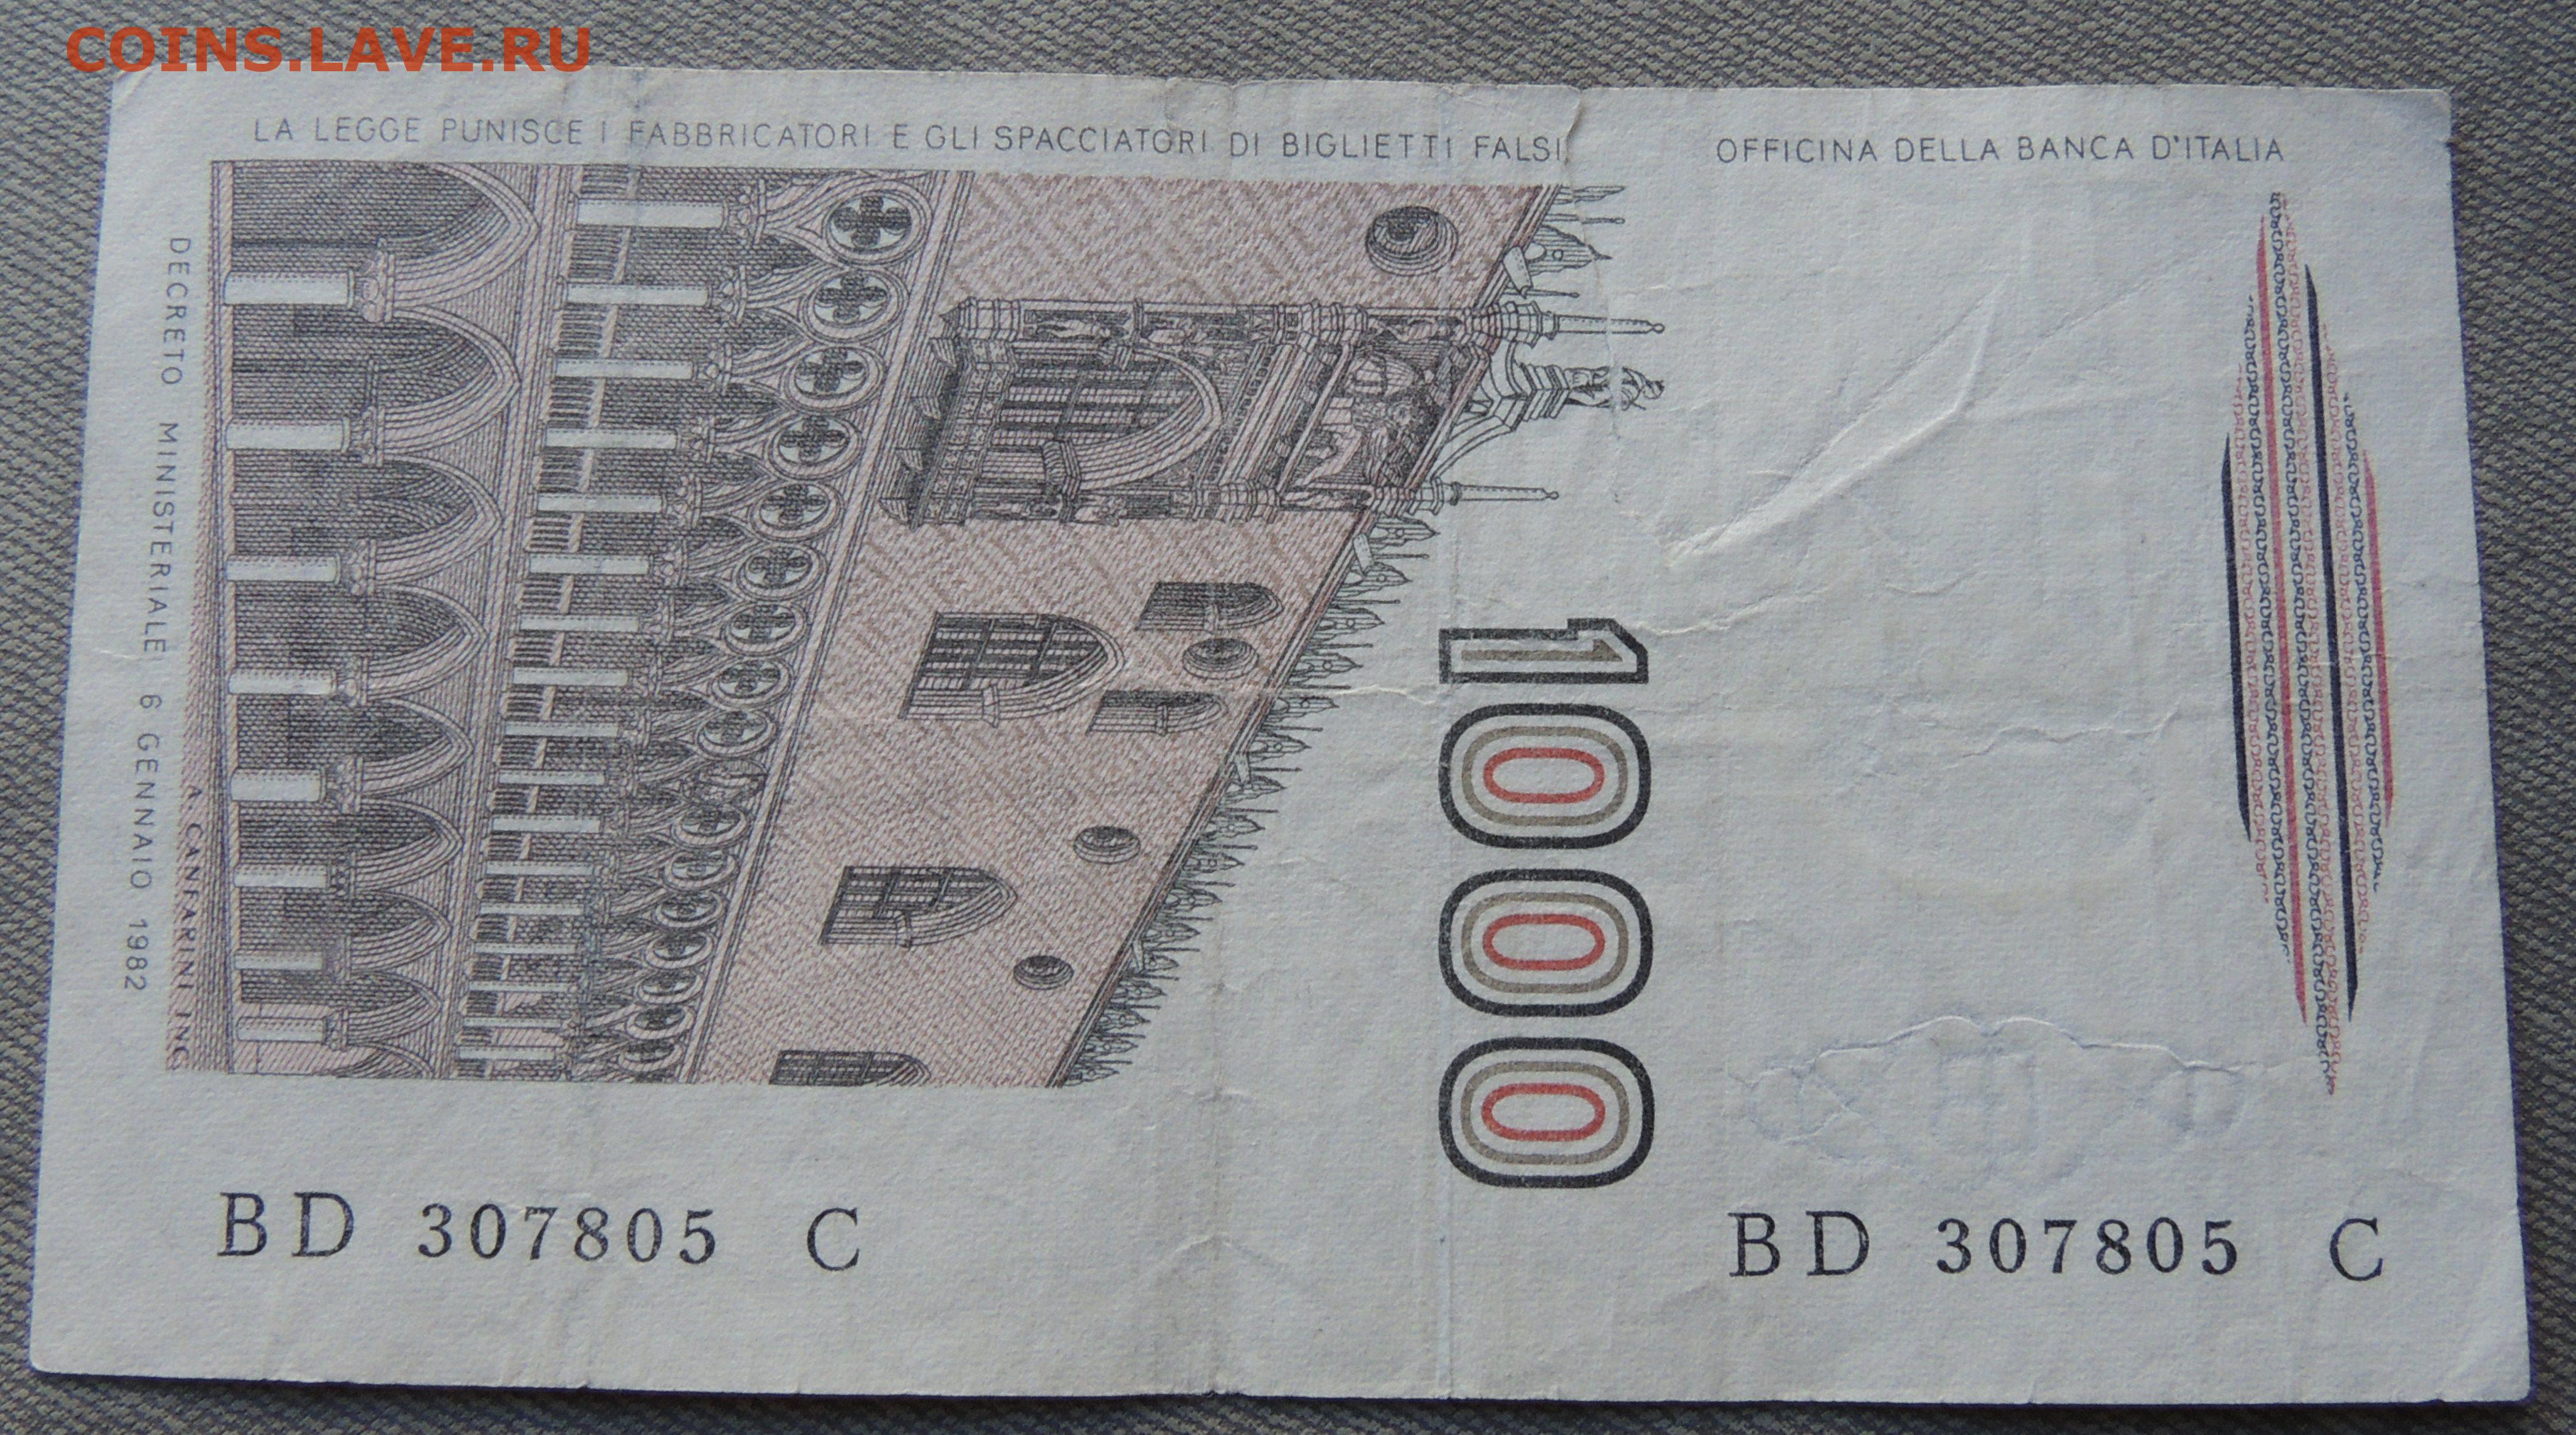 COINS.LAVE.RU
LA LEGGE PUNISCE I FABBRICATORI E GLI SPACCIATORI DI BIGLIETTI FALSI
OFFICINA DELLA BANCA D'ITALIA
DECRETO MINISTERIALE 6 GENNAIO 1982
A. CANFARINI INC.
1000
BD 307805 C
BD 307805 C